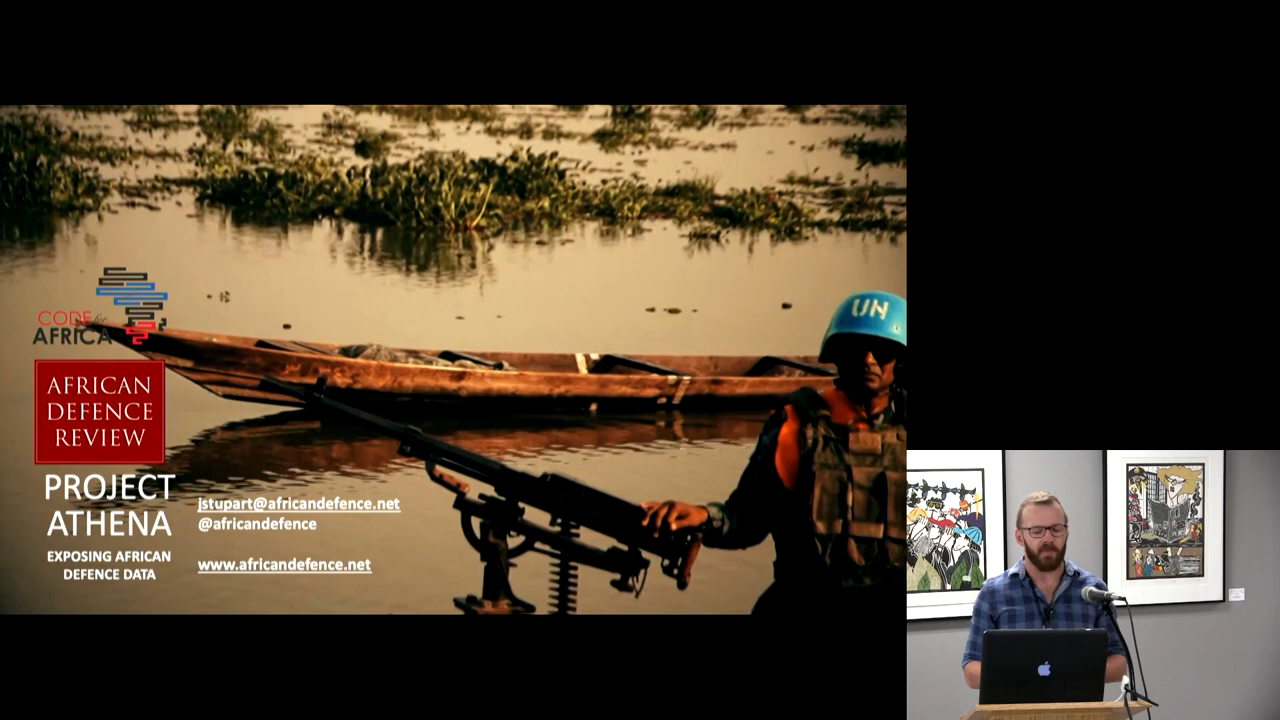 UN
CODE for
AFRICA
AFRICAN
DEFENCE
REVIEW
PROJECT
ATHENA
EXPOSING AFRICAN
DEFENCE DATA
jstupart@africandefence.net
@africandefence
www.africandefence.net